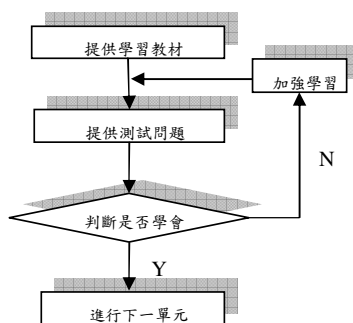 提供學習教材
加強學習
提供測試問題
N
判斷是否學會
Y
進行下一單元